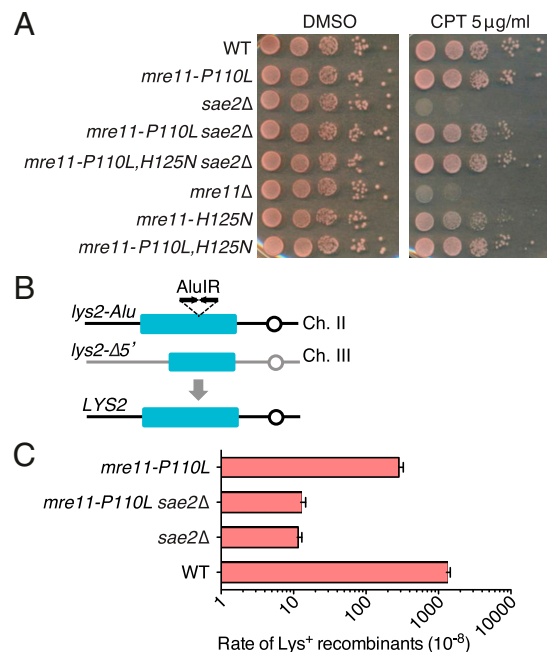 A
DMSO
CPT 5 µg/ml
WT
mre11-P110L
sae2Δ
mre11-P110L sae2Δ
mre11-P110L,H125N sae2Δ
mre11Δ
mre11-H125N
mre11-P110L,H125N
B
AluIR
lys2-Alu
Ch. II
lys2-Δ5'
Ch. III
LYS2
C
mre11-P110L
mre11-P110L sae2Δ
sae2Δ
WT
1 10 100 1000 10000
Rate of Lys⁺ recombinants (10⁻⁸)